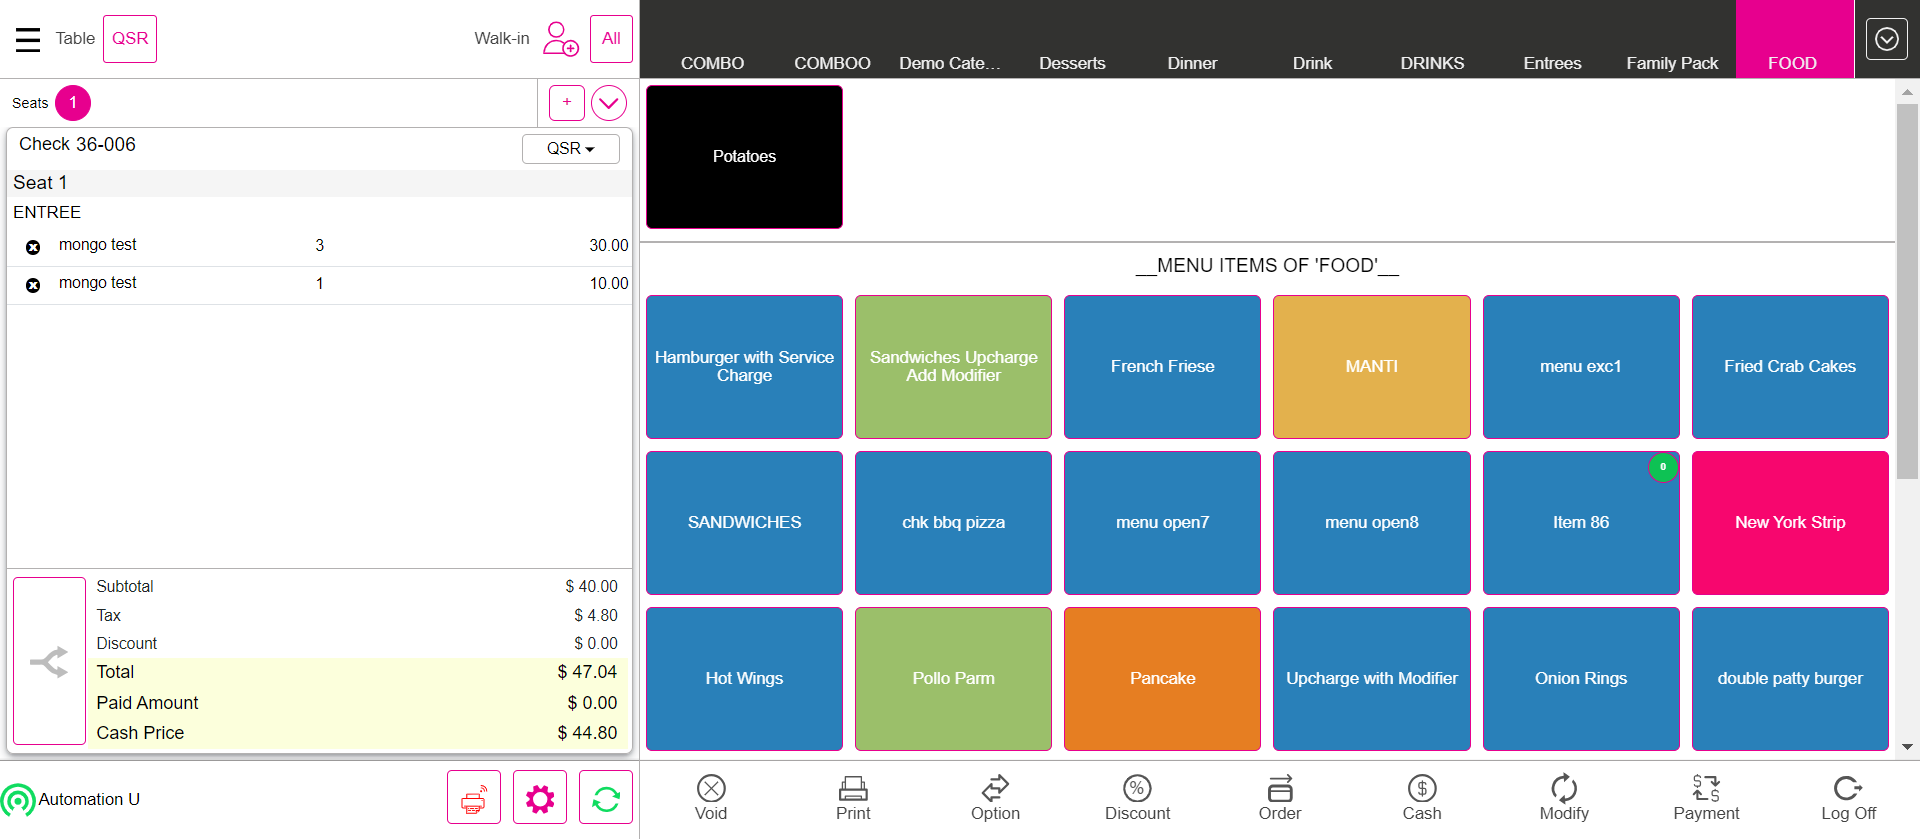 Table QSR
Walk-in All
COMBO COMBOO Demo Cate... Desserts Dinner Drink DRINKS Entrees Family Pack FOOD
Seats 1 +
Check 36-006
QSR
Seat 1
ENTREE
mongo test 3 30.00
mongo test 1 10.00
Subtotal $ 40.00
Tax $ 4.80
Discount $ 0.00
Total $ 47.04
Paid Amount $ 0.00
Cash Price $ 44.80
Automation U
Potatoes
__MENU ITEMS OF 'FOOD'__
Hamburger with Service
Charge
Sandwiches Upcharge
Add Modifier
French Friese
MANTI
menu exc1
Fried Crab Cakes
SANDWICHES
chk bbq pizza
menu open7
menu open8
0
Item 86
New York Strip
Hot Wings
Pollo Parm
Pancake
Upcharge with Modifier
Onion Rings
double patty burger
Void Print Option Discount Order Cash Modify Payment Log Off